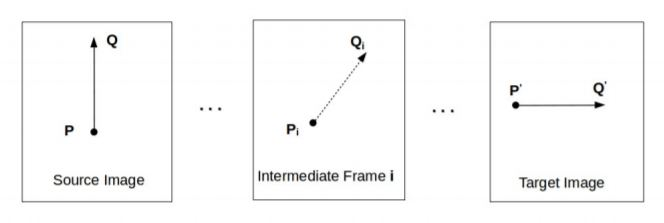 Q
P
Source Image
...
Qi
Pi
Intermediate Frame i
...
P' Q'
Target Image